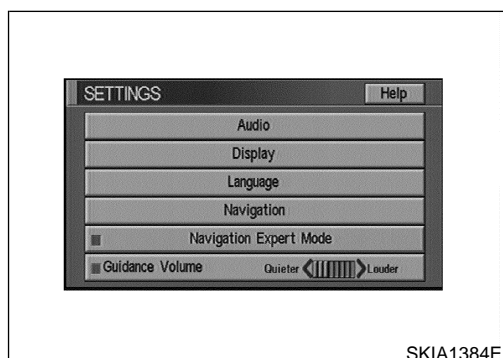 SETTINGS Help
Audio
Display
Language
Navigation
Navigation Expert Mode
Guidance Volume Quieter Louder
SKIA1384E